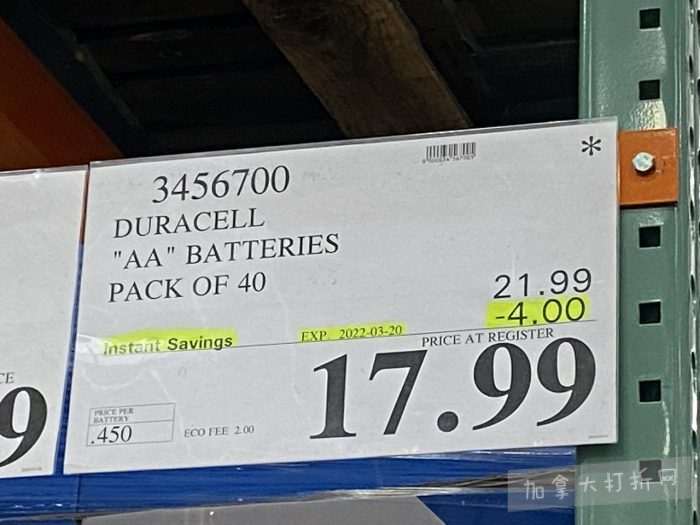 *
3456700
DURACELL
"AA" BATTERIES
PACK OF 40
21.99
-4.00
Instant Savings
EXP. 2022-03-20
PRICE AT REGISTER
17.99
PRICE PER
BATTERY
.450
ECO FEE 2.00
CE
9
加拿大打折网